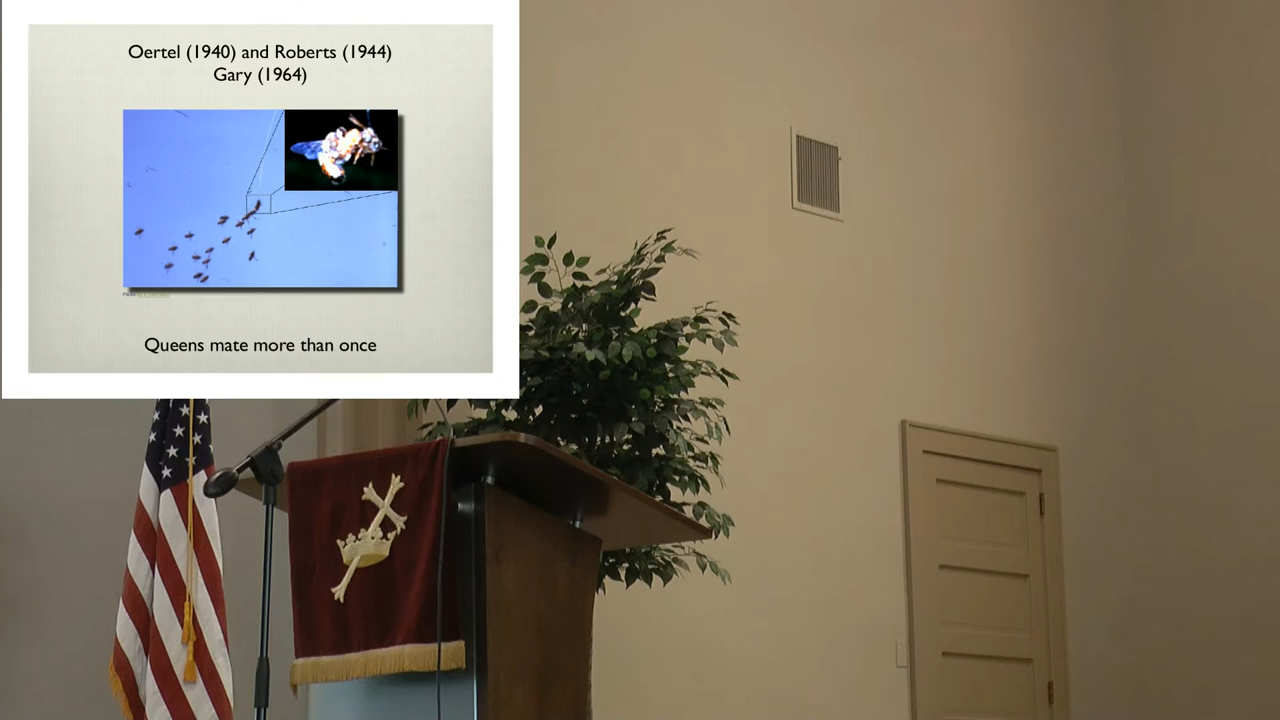 Oertel (1940) and Roberts (1944)
Gary (1964)
Queens mate more than once